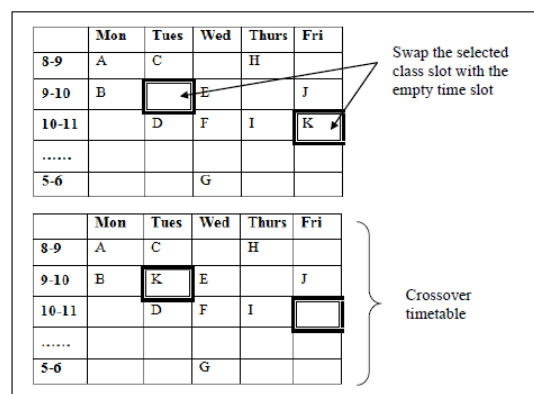 Mon Tues Wed Thurs Fri
8-9 A C H
9-10 B E J
10-11 D F I K
......
5-6 G
Swap the selected
class slot with the
empty time slot
Mon Tues Wed Thurs Fri
8-9 A C H
9-10 B K E J
10-11 D F I
......
5-6 G
Crossover
timetable